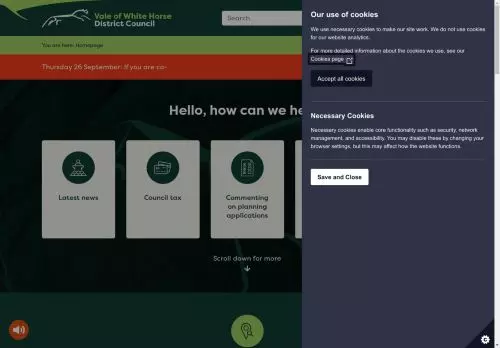 Vale of White Horse
District Council
Search
You are here: Homepage
Thursday 26 September: If you are co-
Hello, how can we he
Latest news
Council tax
Commenting
on planning
applications
Scroll down for more
Our use of cookies
We use necessary cookies to make our site work. We do not use cookies
for our website analytics.
For more detailed information about the cookies we use, see our
Cookies page
Accept all cookies
Necessary Cookies
Necessary cookies enable core functionality such as security, network
management, and accessibility. You may disable these by changing your
browser settings, but this may affect how the website functions.
Save and Close